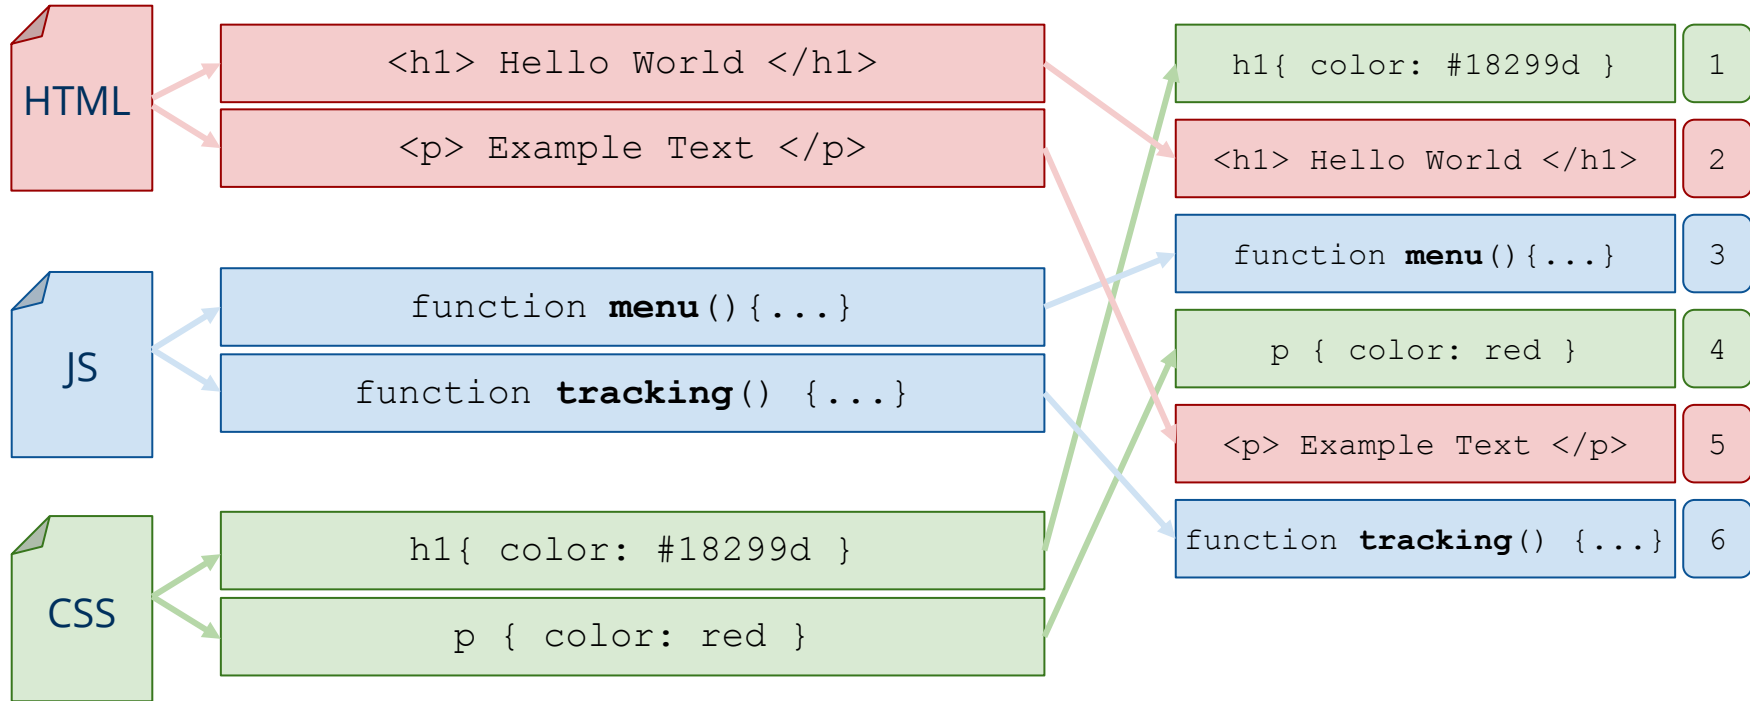 HTML
<h1> Hello World </h1>
<p> Example Text </p>
JS
function menu(){...}
function tracking() {...}
CSS
h1{ color: #18299d }
p { color: red }
h1{ color: #18299d } 1
<h1> Hello World </h1> 2
function menu(){...} 3
p { color: red } 4
<p> Example Text </p> 5
function tracking() {...} 6